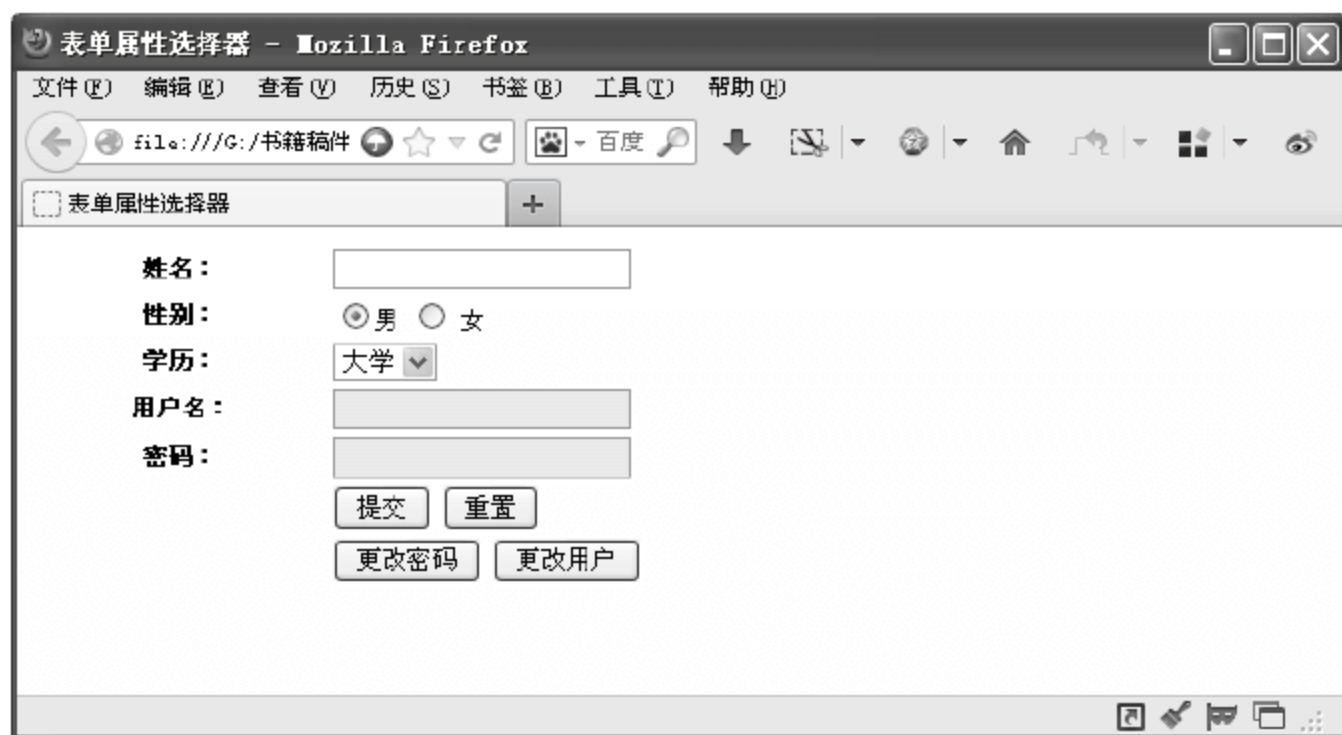 表单属性选择器 - Mozilla Firefox
文件(F) 编辑(E) 查看(V) 历史(S) 书签(B) 工具(T) 帮助(H)
file:///G:/书籍稿件 百度
表单属性选择器
姓名：
性别： 男 女
学历： 大学
用户名：
密码：
提交 重置
更改密码 更改用户